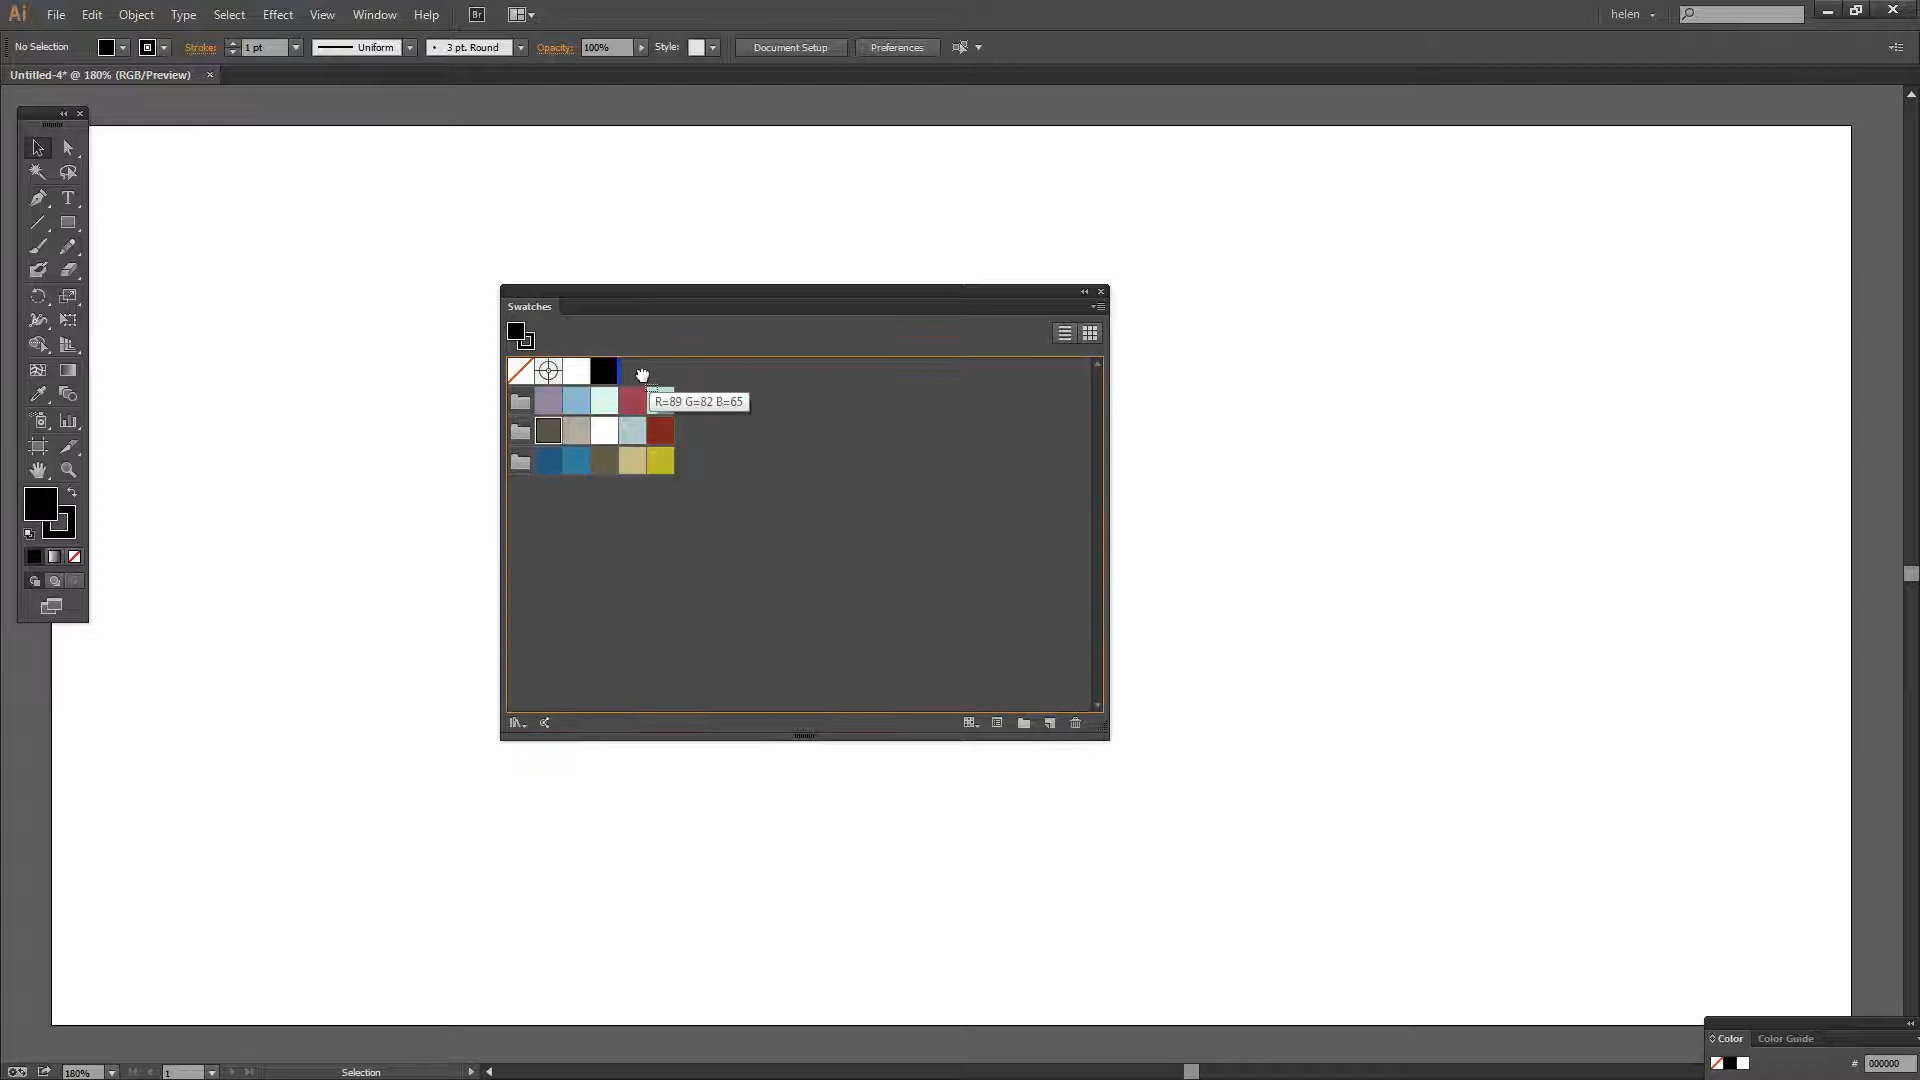 Ai File Edit Object Type Select Effect View Window Help Br helen
No Selection Stroke: 1 pt Uniform 3 pt. Round Opacity: 100% Style: Document Setup Preferences
Untitled-4* @ 180% (RGB/Preview)
Swatches
R=89 G=82 B=65
Color Color Guide
# 000000
180% 1 Selection